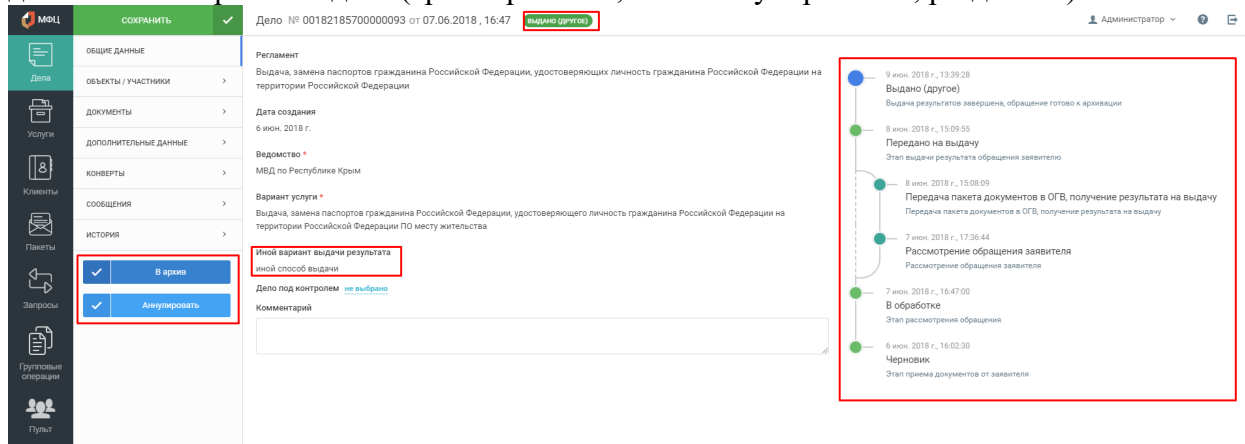 МФЦ
СОХРАНИТЬ
Дело № 00182185700000093 от 07.06.2018 , 16:47 ВЫДАНО (ДРУГОЕ)
Администратор
Дела
Услуги
Клиенты
Пакеты
Запросы
Групповые
операции
Пульт
ОБЩИЕ ДАННЫЕ
ОБЪЕКТЫ / УЧАСТНИКИ
ДОКУМЕНТЫ
ДОПОЛНИТЕЛЬНЫЕ ДАННЫЕ
КОНВЕРТЫ
СООБЩЕНИЯ
ИСТОРИЯ
В архив
Аннулировать
Регламент
Выдача, замена паспортов гражданина Российской Федерации, удостоверяющих личность гражданина Российской Федерации на
территории Российской Федерации
Дата создания
6 июн. 2018 г.
Ведомство *
МВД по Республике Крым
Вариант услуги *
Выдача, замена паспортов гражданина Российской Федерации, удостоверяющего личность гражданина Российской Федерации на
территории Российской Федерации ПО месту жительства
Иной вариант выдачи результата
иной способ выдачи
Дело под контролем не выбрано
Комментарий
9 июн. 2018 г., 13:39:28
Выдано (другое)
Выдача результатов завершена, обращение готово к архивации
8 июн. 2018 г., 15:09:55
Передано на выдачу
Этап выдачи результата обращения заявителю
8 июн. 2018 г., 15:08:09
Передача пакета документов в ОГВ, получение результата на выдачу
Передача пакета документов в ОГВ, получение результата на выдачу
7 июн. 2018 г., 17:36:44
Рассмотрение обращения заявителя
Рассмотрение обращения заявителя
7 июн. 2018 г., 16:47:00
В обработке
Этап рассмотрения обращения
6 июн. 2018 г., 16:02:30
Черновик
Этап приема документов от заявителя